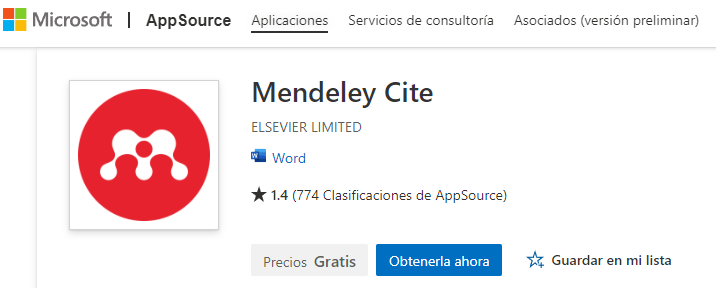 Microsoft | AppSource Aplicaciones Servicios de consultoría Asociados (versión preliminar)
Mendeley Cite
ELSEVIER LIMITED
Word
★ 1.4 (774 Clasificaciones de AppSource)
Precios Gratis Obtenerla ahora Guardar en mi lista